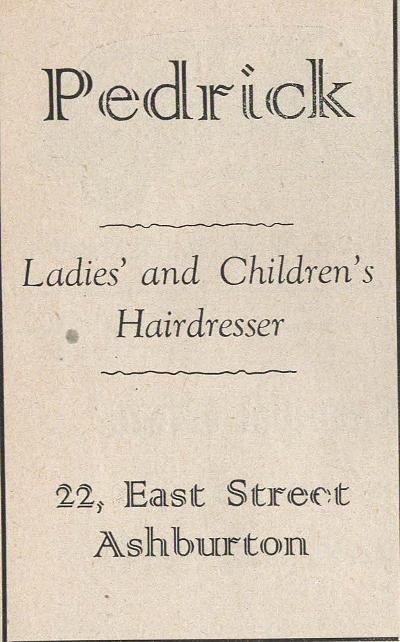 Pedrick
Ladies' and Children's
Hairdresser
22, East Street
Ashburton